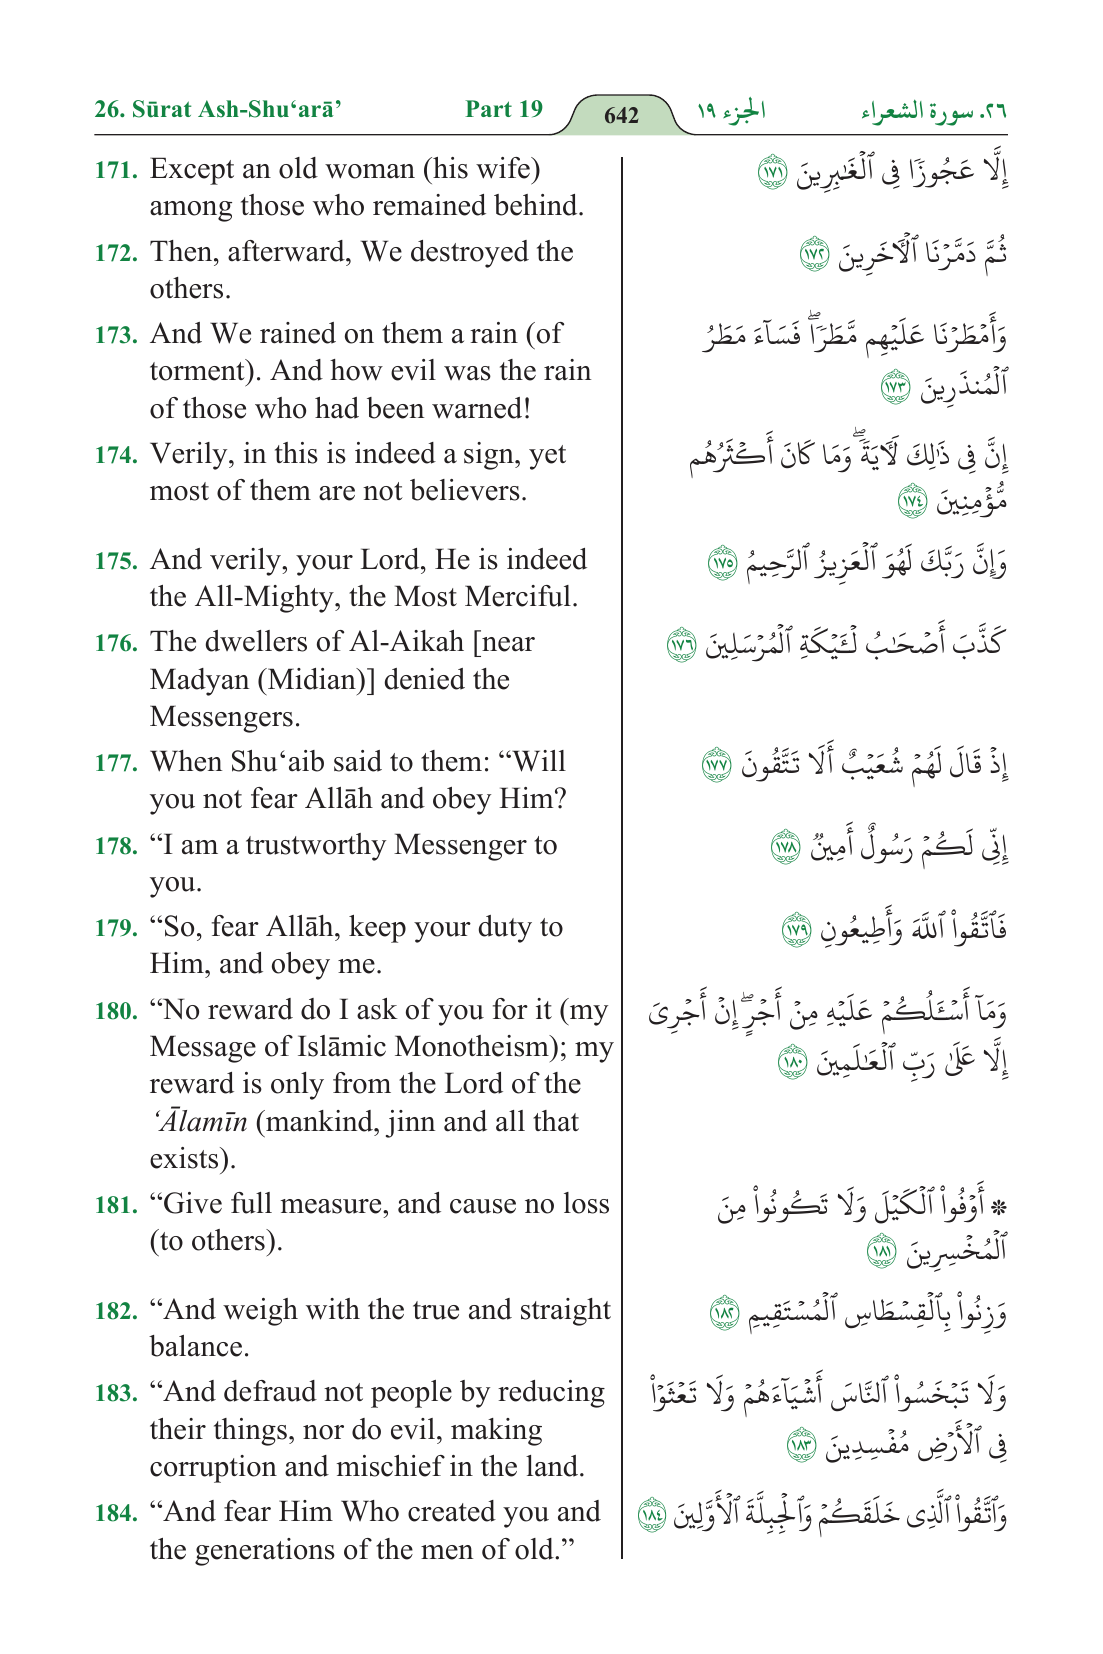 26. Sūrat Ash-Shu‘arā’ Part 19 642 الجزء ١٩ ٢٦. سورة الشعراء
171. Except an old woman (his wife)
among those who remained behind.
172. Then, afterward, We destroyed the
others.
173. And We rained on them a rain (of
torment). And how evil was the rain
of those who had been warned!
174. Verily, in this is indeed a sign, yet
most of them are not believers.
175. And verily, your Lord, He is indeed
the All-Mighty, the Most Merciful.
176. The dwellers of Al-Aikah [near
Madyan (Midian)] denied the
Messengers.
177. When Shu‘aib said to them: “Will
you not fear Allāh and obey Him?
178. “I am a trustworthy Messenger to
you.
179. “So, fear Allāh, keep your duty to
Him, and obey me.
180. “No reward do I ask of you for it (my
Message of Islāmic Monotheism); my
reward is only from the Lord of the
‘Ālamīn (mankind, jinn and all that
exists).
181. “Give full measure, and cause no loss
(to others).
182. “And weigh with the true and straight
balance.
183. “And defraud not people by reducing
their things, nor do evil, making
corruption and mischief in the land.
184. “And fear Him Who created you and
the generations of the men of old.”
إِلَّا عَجُوزٗا فِي ٱلۡغَٰبِرِينَ ١٧١
ثُمَّ دَمَّرۡنَا ٱلۡأٓخَرِينَ ١٧٢
وَأَمۡطَرۡنَا عَلَيۡهِم مَّطَرٗاۖ فَسَآءَ مَطَرُ
ٱلۡمُنذَرِينَ ١٧٣
إِنَّ فِي ذَٰلِكَ لَأٓيَةٗۖ وَمَا كَانَ أَكۡثَرُهُم
مُّؤۡمِنِينَ ١٧٤
وَإِنَّ رَبَّكَ لَهُوَ ٱلۡعَزِيزُ ٱلرَّحِيمُ ١٧٥
كَذَّبَ أَصۡحَٰبُ لۡـَٔيۡكَةِ ٱلۡمُرۡسَلِينَ ١٧٦
إِذۡ قَالَ لَهُمۡ شُعَيۡبٌ أَلَا تَتَّقُونَ ١٧٧
إِنِّي لَكُمۡ رَسُولٌ أَمِينٞ ١٧٨
فَٱتَّقُواْ ٱللَّهَ وَأَطِيعُونِ ١٧٩
وَمَآ أَسۡـَٔلُكُمۡ عَلَيۡهِ مِنۡ أَجۡرٍۖ إِنۡ أَجۡرِيَ
إِلَّا عَلَىٰ رَبِّ ٱلۡعَٰلَمِينَ ١٨٠
۞ أَوۡفُواْ ٱلۡكَيۡلَ وَلَا تَكُونُواْ مِنَ
ٱلۡمُخۡسِرِينَ ١٨١
وَزِنُواْ بِٱلۡقِسۡطَاسِ ٱلۡمُسۡتَقِيمِ ١٨٢
وَلَا تَبۡخَسُواْ ٱلنَّاسَ أَشۡيَآءَهُمۡ وَلَا تَعۡثَوۡاْ
فِي ٱلۡأَرۡضِ مُفۡسِدِينَ ١٨٣
وَٱتَّقُواْ ٱلَّذِي خَلَقَكُمۡ وَٱلۡجِبِلَّةَ ٱلۡأَوَّلِينَ ١٨٤